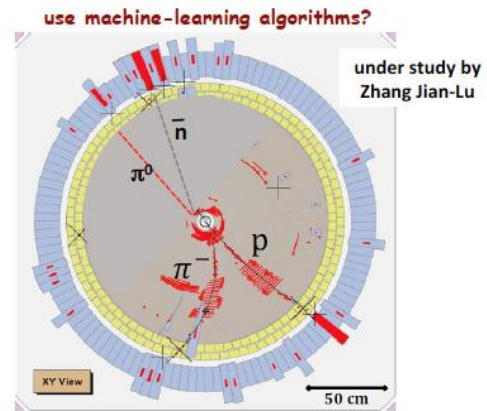 use machine-learning algorithms?
under study by
Zhang Jian-Lu
n̄
π⁰
π⁻
p
XY View
50 cm